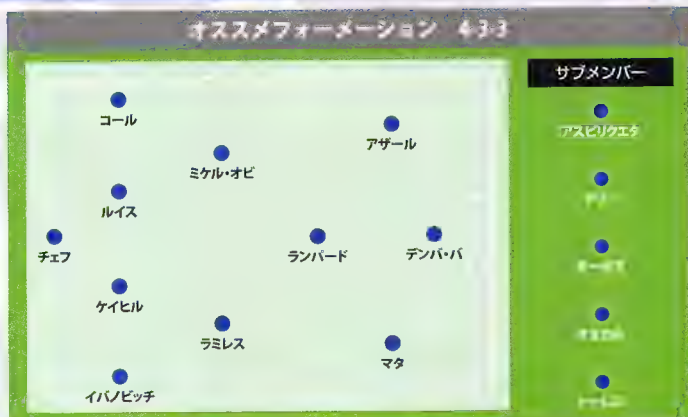 オススメフォーメーション 4-3-3
サブメンバー
コール
アザール
ミケル・オビ
ルイス
チェフ
ランパード
デンバ・バ
ケイヒル
ラミレス
マタ
イバノビッチ
アスピリクエタ